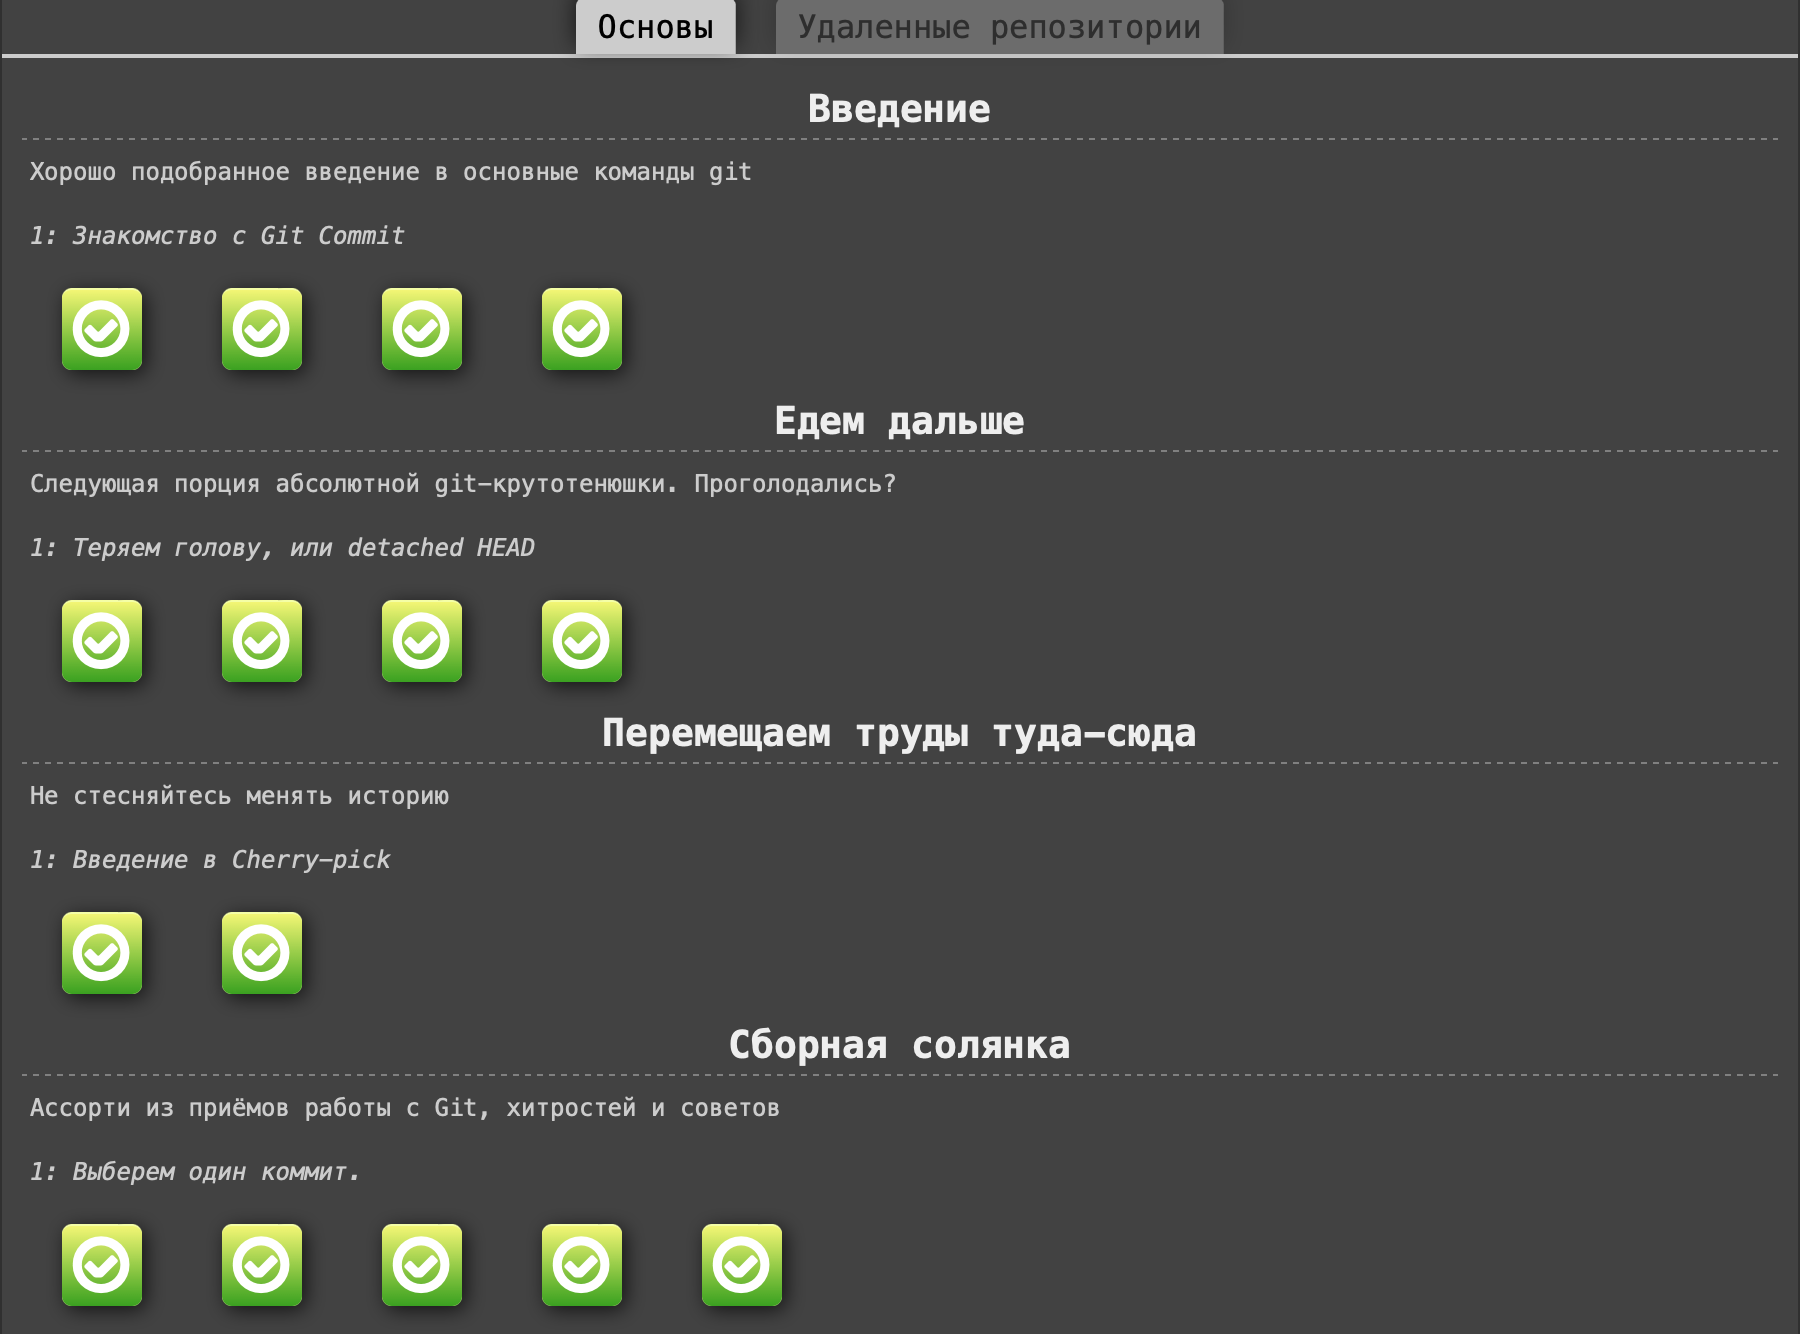 Основы
Удаленные репозитории
Введение
Хорошо подобранное введение в основные команды git
1: Знакомство с Git Commit
Едем дальше
Следующая порция абсолютной git-крутотенюшки. Проголодались?
1: Теряем голову, или detached HEAD
Перемещаем труды туда-сюда
Не стесняйтесь менять историю
1: Введение в Cherry-pick
Сборная солянка
Ассорти из приёмов работы с Git, хитростей и советов
1: Выберем один коммит.